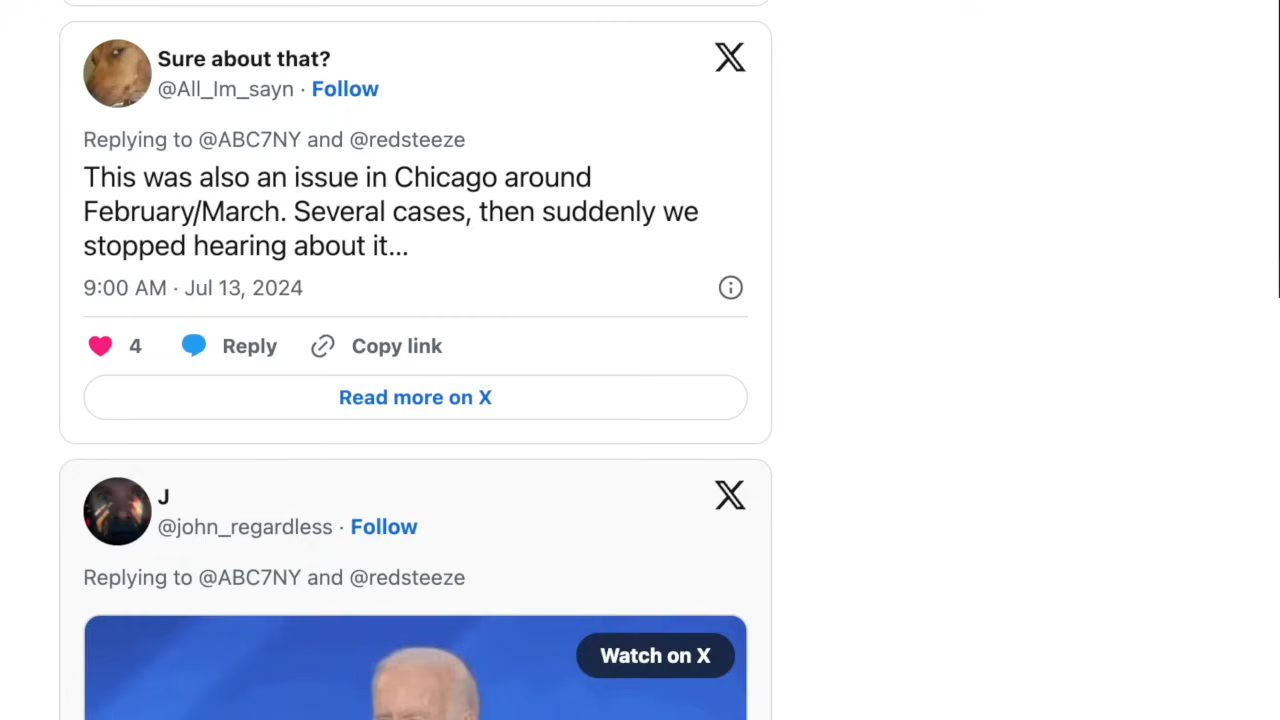 Sure about that?
@All_Im_sayn · Follow
Replying to @ABC7NY and @redsteeze
This was also an issue in Chicago around
February/March. Several cases, then suddenly we
stopped hearing about it...
9:00 AM · Jul 13, 2024
4 Reply Copy link
Read more on X
J
@john_regardless · Follow
Replying to @ABC7NY and @redsteeze
Watch on X